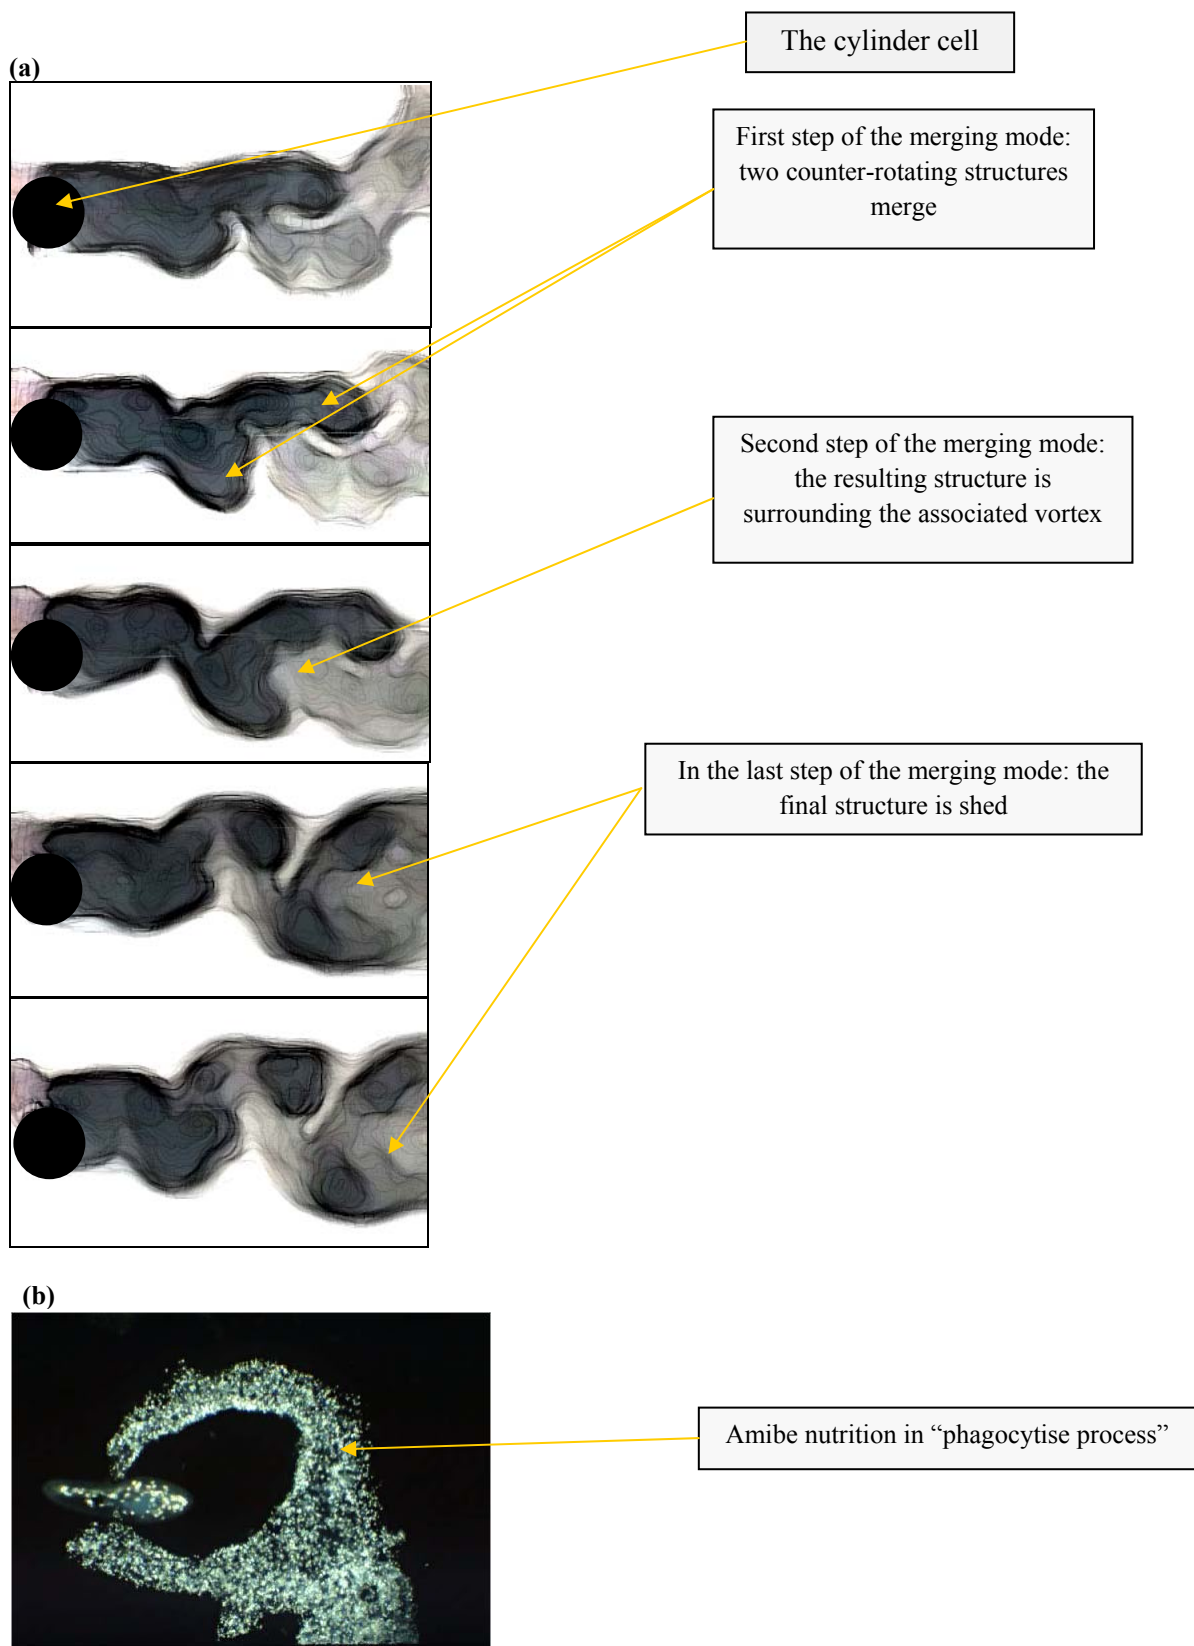 The cylinder cell
(a)
First step of the merging mode:
two counter-rotating structures
merge
Second step of the merging mode:
the resulting structure is
surrounding the associated vortex
In the last step of the merging mode: the
final structure is shed
(b)
Amibe nutrition in “phagocytise process”